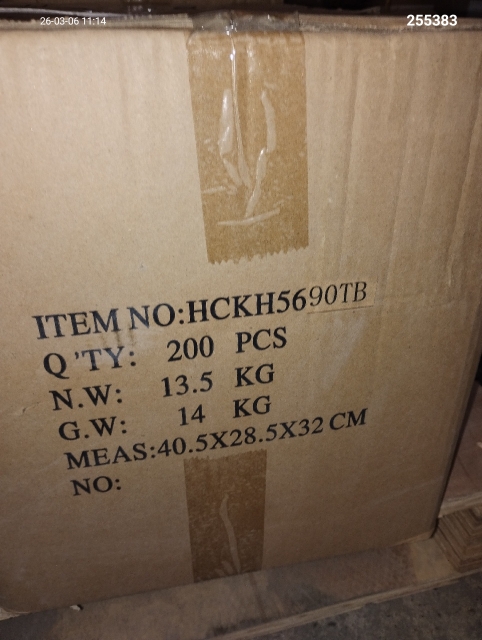 26-03-06 11:14
255383
ITEM NO:HCKH5690TB
Q'TY: 200 PCS
N.W: 13.5 KG
G.W: 14 KG
MEAS:40.5X28.5X32 CM
NO: